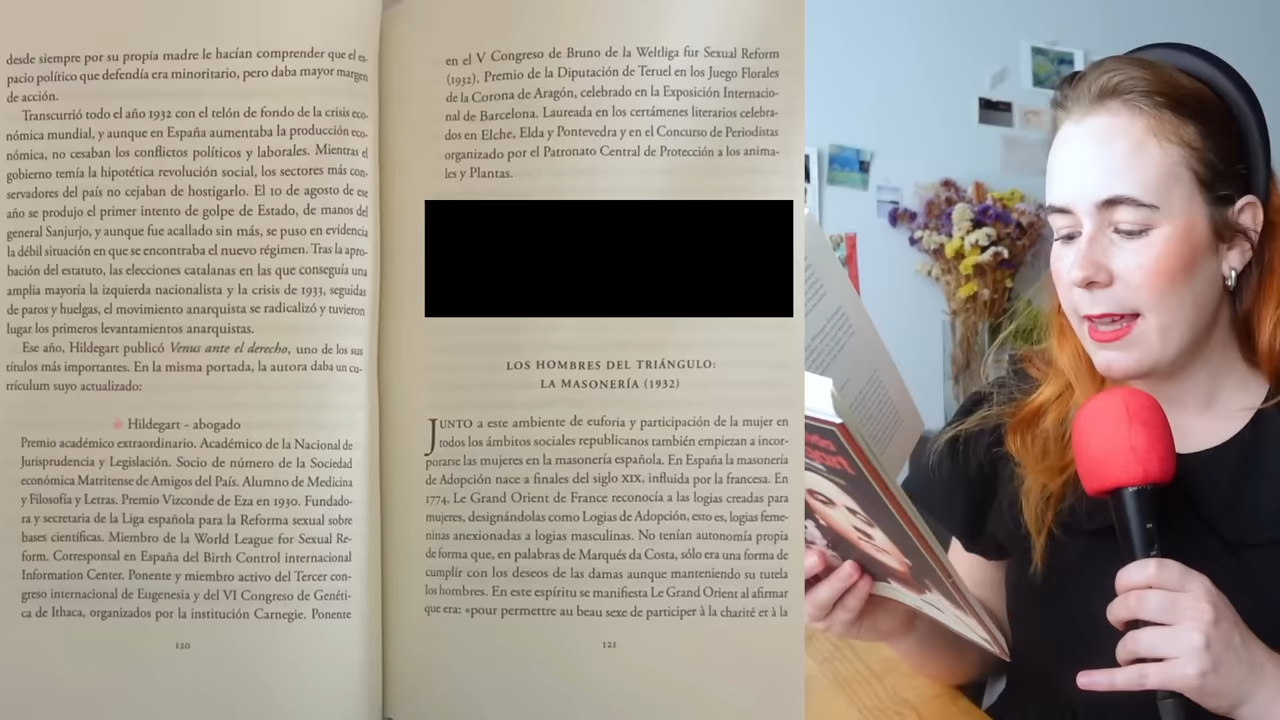 desde siempre por su propia madre le hacían comprender que el es-
pacio político que defendía era minoritario, pero daba mayor margen
de acción.
Transcurrió todo el año 1932 con el telón de fondo de la crisis eco-
nómica mundial, y aunque en España aumentaba la producción eco-
nómica, no cesaban los conflictos políticos y laborales. Mientras el
gobierno temía la hipotética revolución social, los sectores más con-
servadores del país no cejaban de hostigarlo. El 10 de agosto de ese
año se produjo el primer intento de golpe de Estado, de manos del
general Sanjurjo, y aunque fue acallado sin más, se puso en evidencia
la débil situación en que se encontraba el nuevo régimen. Tras la apro-
bación del estatuto, las elecciones catalanas en las que conseguía una
amplia mayoría la izquierda nacionalista y la crisis de 1933, seguidas
de paros y huelgas, el movimiento anarquista se radicalizó y tuvieron
lugar los primeros levantamientos anarquistas.
Ese año, Hildegart publicó Venus ante el derecho, uno de los sus
títulos más importantes. En la misma portada, la autora daba un cu-
rrículum suyo actualizado:
Hildegart – abogado
Premio académico extraordinario. Académico de la Nacional de
Jurisprudencia y Legislación. Socio de número de la Sociedad
económica Matritense de Amigos del País. Alumno de Medicina
y Filosofía y Letras. Premio Vizconde de Eza en 1930. Fundado-
ra y secretaria de la Liga española para la Reforma sexual sobre
bases científicas. Miembro de la World League for Sexual Re-
form. Corresponsal en España del Birth Control international
Information Center. Ponente y miembro activo del Tercer con-
greso internacional de Eugenesia y del VI Congreso de Genéti-
ca de Ithaca, organizados por la institución Carnegie. Ponente
120
en el V Congreso de Bruno de la Weltliga fur Sexual Reform
(1932). Premio de la Diputación de Teruel en los Juego Florales
de la Corona de Aragón, celebrado en la Exposición Internacio-
nal de Barcelona. Laureada en los certámenes literarios celebra-
dos en Elche, Elda y Pontevedra y en el Concurso de Periodistas
organizado por el Patronato Central de Protección a los anima-
les y Plantas.
LOS HOMBRES DEL TRIÁNGULO:
LA MASONERÍA (1932)
JUNTO a este ambiente de euforia y participación de la mujer en
todos los ámbitos sociales republicanos también empiezan a incor-
porarse las mujeres en la masonería española. En España la masonería
de Adopción nace a finales del siglo XIX, influida por la francesa. En
1774, Le Grand Orient de France reconocía a las logias creadas para
mujeres, designándolas como Logias de Adopción, esto es, logias feme-
ninas anexionadas a logias masculinas. No tenían autonomía propia
de forma que, en palabras de Marqués da Costa, sólo era una forma de
cumplir con los deseos de las damas aunque manteniendo su tutela
los hombres. En este espíritu se manifiesta Le Grand Orient al afirmar
que era: «pour permettre au beau sexe de participer à la charité et à la
121